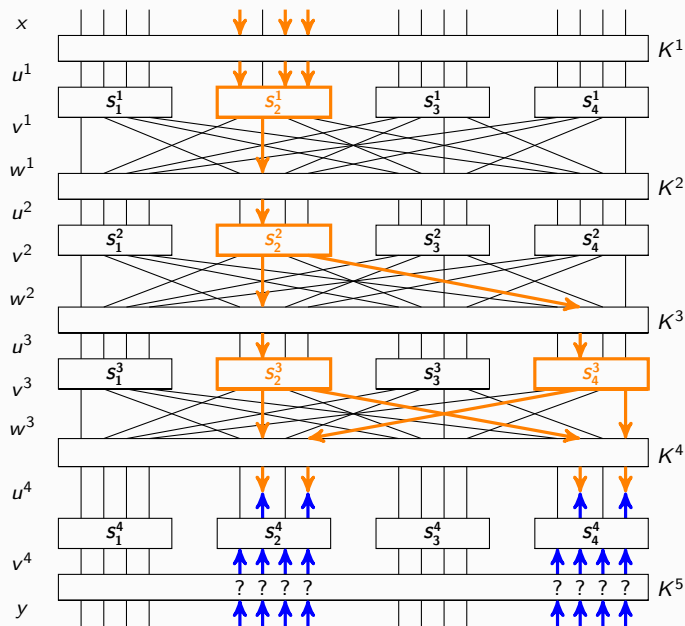 x
K¹
u¹
S₁¹ S₂¹ S₃¹ S₄¹
v¹
w¹
K²
u²
S₁² S₂² S₃² S₄²
v²
w²
K³
u³
S₁³ S₂³ S₃³ S₄³
v³
w³
K⁴
u⁴
S₁⁴ S₂⁴ S₃⁴ S₄⁴
v⁴
? ? ? ? ? ? ? ? K⁵
y